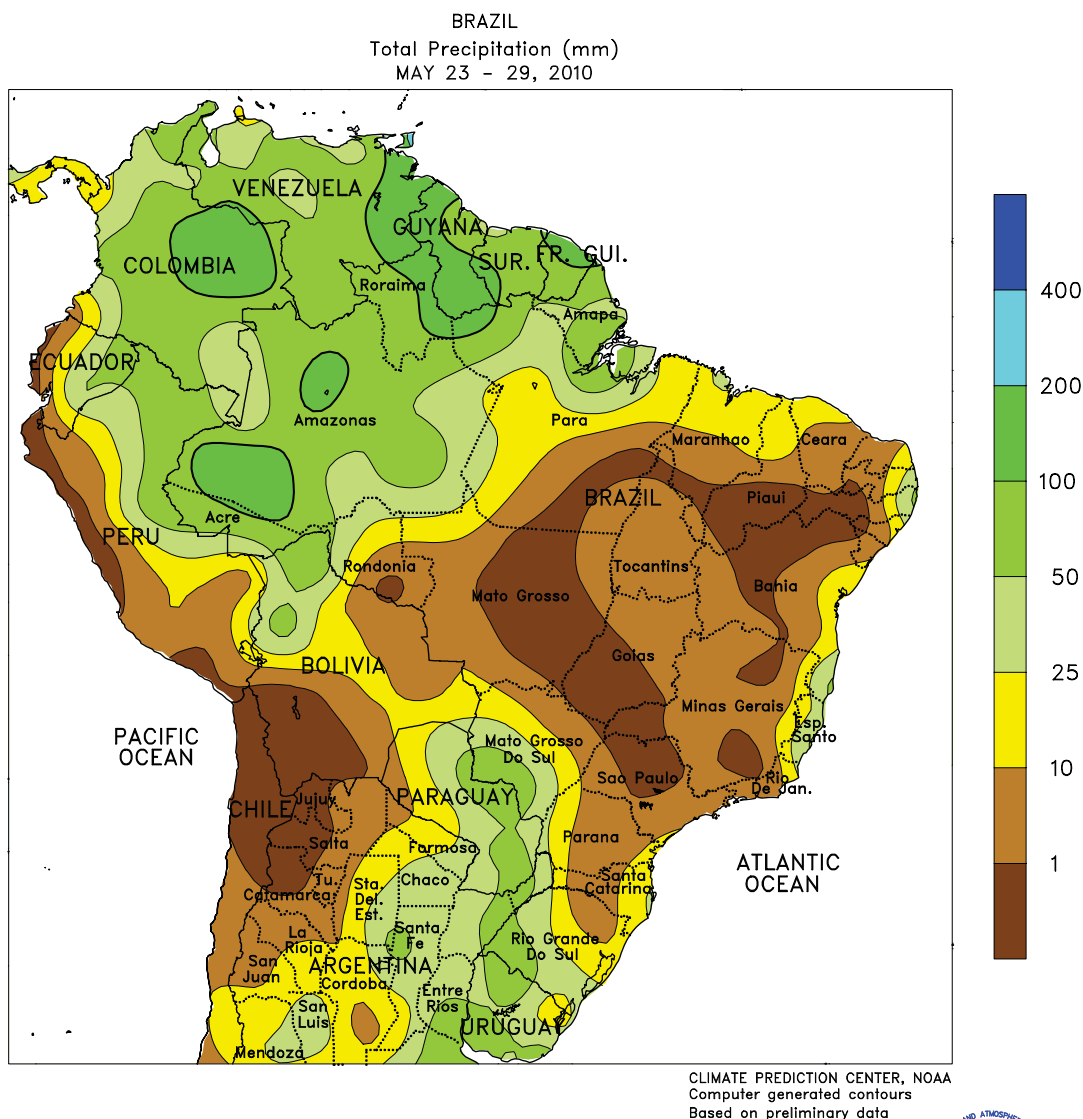 BRAZIL
Total Precipitation (mm)
MAY 23 - 29, 2010
VENEZUELA
GUYANA
FR. GUI.
SUR.
COLOMBIA
Roraima
Amapa
ECUADOR
Amazonas
Para
Maranhao
Ceara
BRAZIL
Piaui
Acre
PERU
Rondonia
Tocantins
Bahia
Mato Grosso
BOLIVIA
Goias
Minas Gerais
Esp.
Santo
PACIFIC
OCEAN
Mato Grosso
Do Sul
Sao Paulo
Rio
De Jan.
CHILE
Jujuy
PARAGUAY
Salta
Formosa
Parana
ATLANTIC
OCEAN
Tu.
Catamarca
Sta.
Del.
Est.
Chaco
Santa
Catarina
La
Rioja
Santa
Fe
Rio Grande
Do Sul
San
Juan
ARGENTINA
Cordoba
Entre
Rios
San
Luis
URUGUAY
Mendoza
400
200
100
50
25
10
1
CLIMATE PREDICTION CENTER, NOAA
Computer generated contours
Based on preliminary data
AND ATMOSPHE